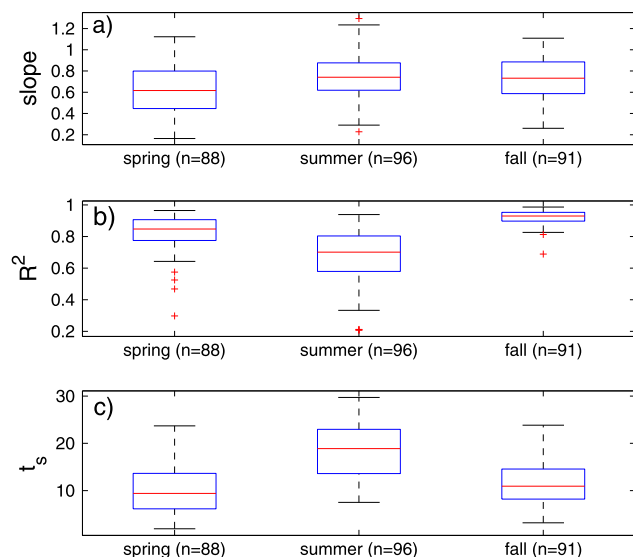 a)
slope
1.2
1
0.8
0.6
0.4
0.2
spring (n=88)
summer (n=96)
fall (n=91)
b)
R²
1
0.8
0.6
0.4
0.2
spring (n=88)
summer (n=96)
fall (n=91)
c)
t_s
30
20
10
spring (n=88)
summer (n=96)
fall (n=91)